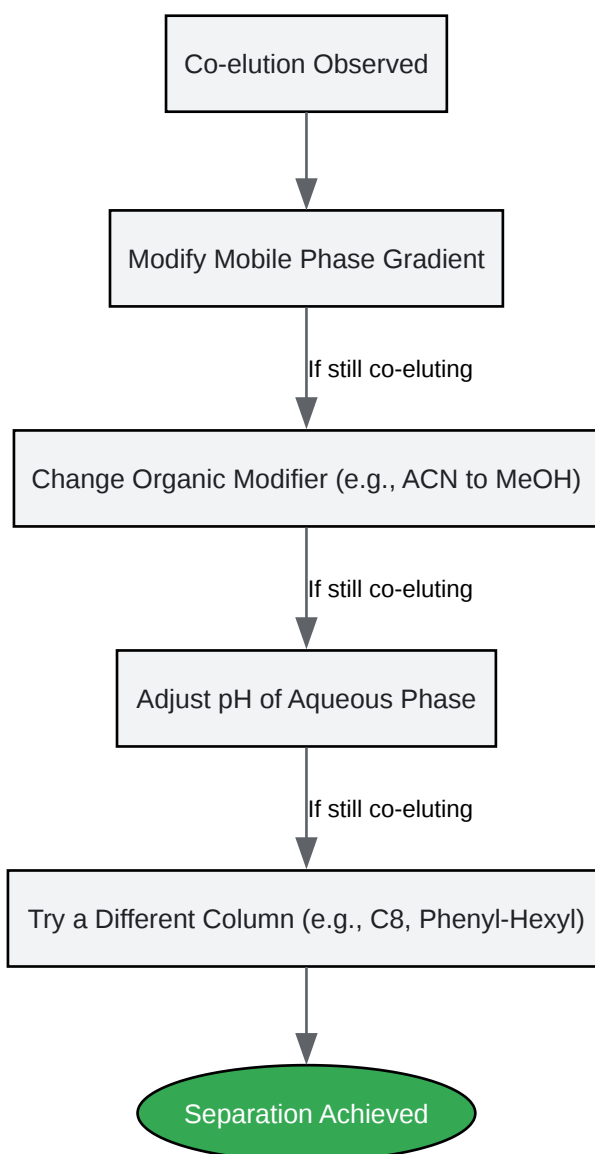 Co-elution Observed
Modify Mobile Phase Gradient
If still co-eluting
Change Organic Modifier (e.g., ACN to MeOH)
If still co-eluting
Adjust pH of Aqueous Phase
If still co-eluting
Try a Different Column (e.g., C8, Phenyl-Hexyl)
Separation Achieved